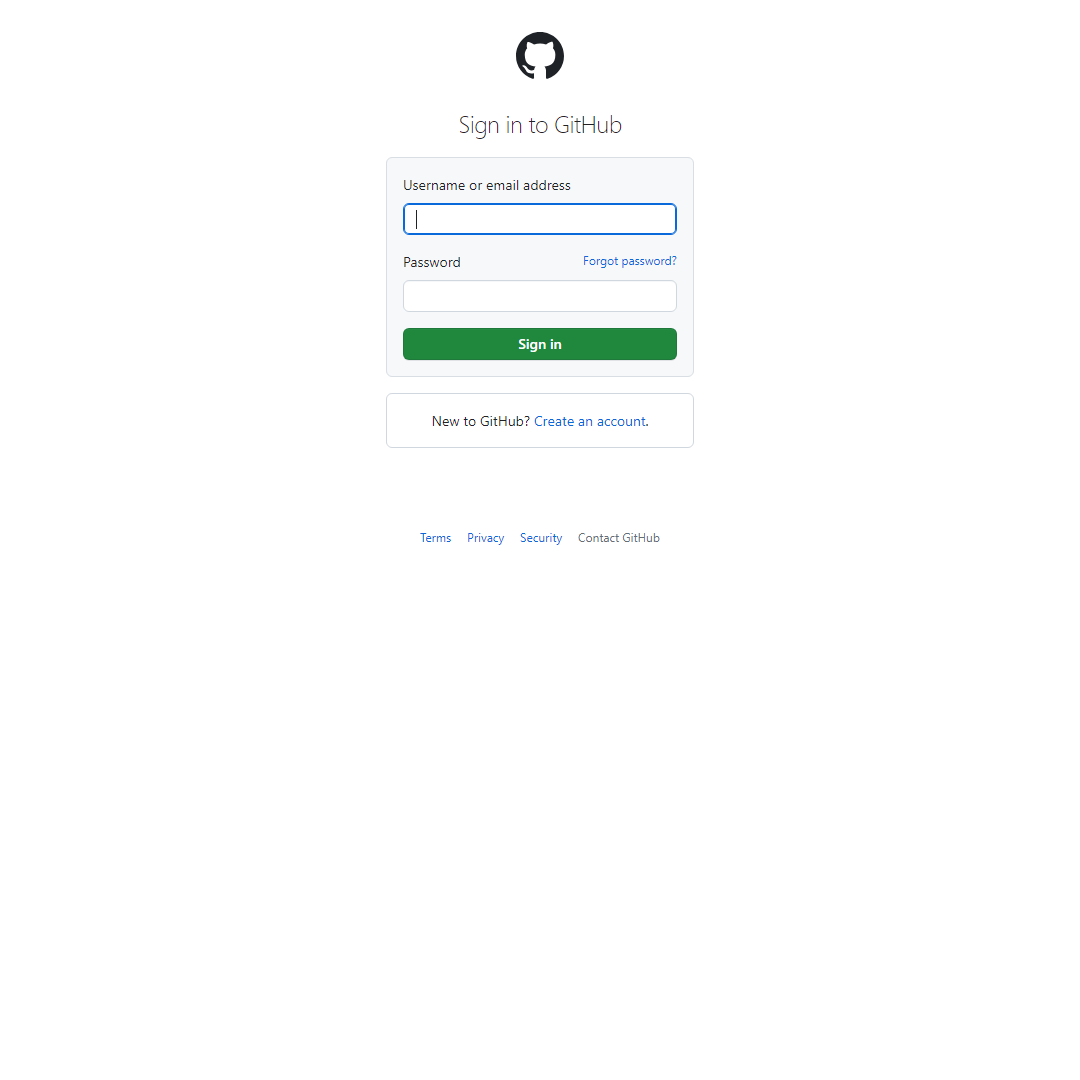 Sign in to GitHub
Username or email address
Password Forgot password?
Sign in
New to GitHub? Create an account.
Terms Privacy Security Contact GitHub